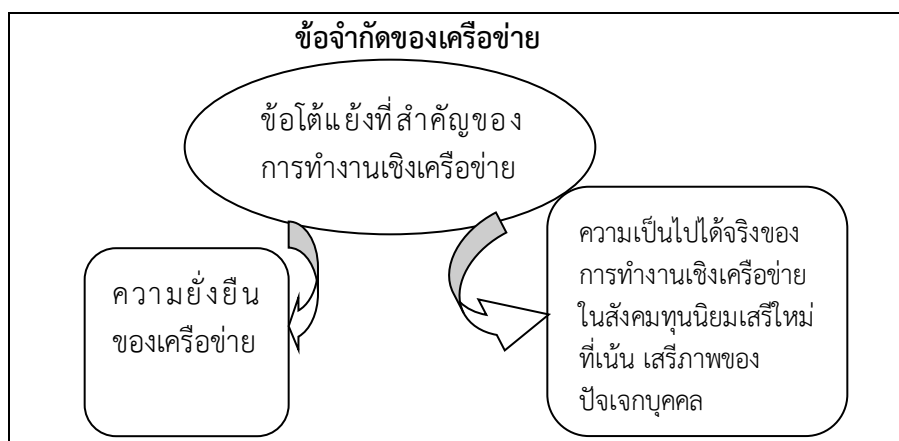 ข้อจำกัดของเครือข่าย
ข้อโต้แย้งที่สำคัญของ
การทำงานเชิงเครือข่าย
ความยั่งยืน
ของเครือข่าย
ความเป็นไปได้จริงของ
การทำงานเชิงเครือข่าย
ในสังคมทุนนิยมเสรีใหม่
ที่เน้น เสรีภาพของ
ปัจเจกบุคคล